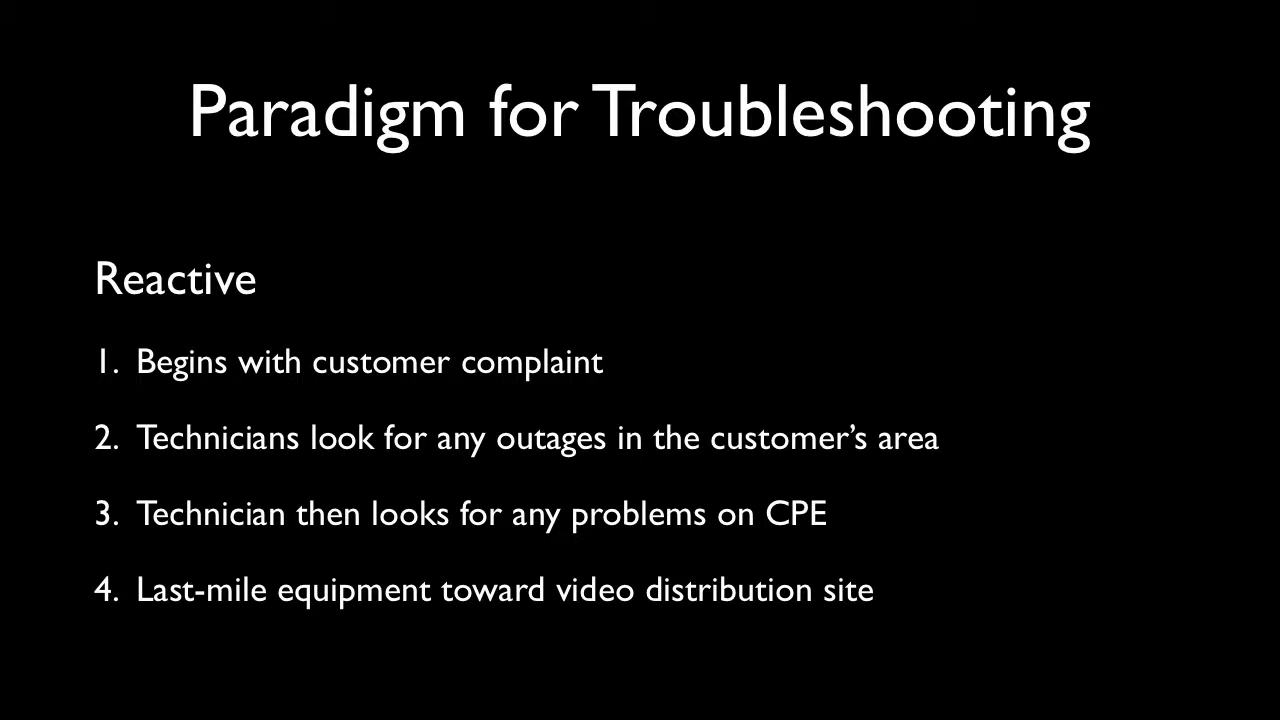 Paradigm for Troubleshooting
Reactive
1. Begins with customer complaint
2. Technicians look for any outages in the customer’s area
3. Technician then looks for any problems on CPE
4. Last-mile equipment toward video distribution site